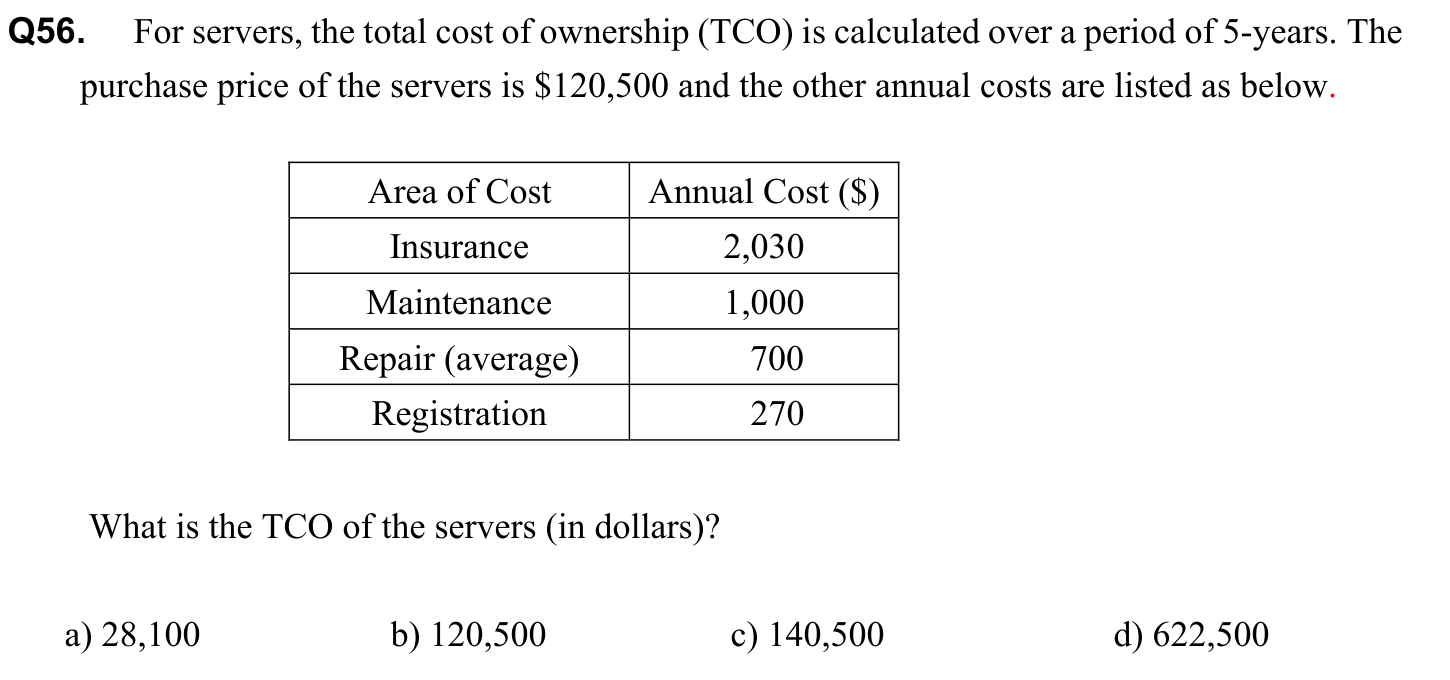 Q56. For servers, the total cost of ownership (TCO) is calculated over a period of 5-years. The
purchase price of the servers is $120,500 and the other annual costs are listed as below.
Area of Cost Annual Cost ($)
Insurance 2,030
Maintenance 1,000
Repair (average) 700
Registration 270
What is the TCO of the servers (in dollars)?
a) 28,100 b) 120,500 c) 140,500 d) 622,500